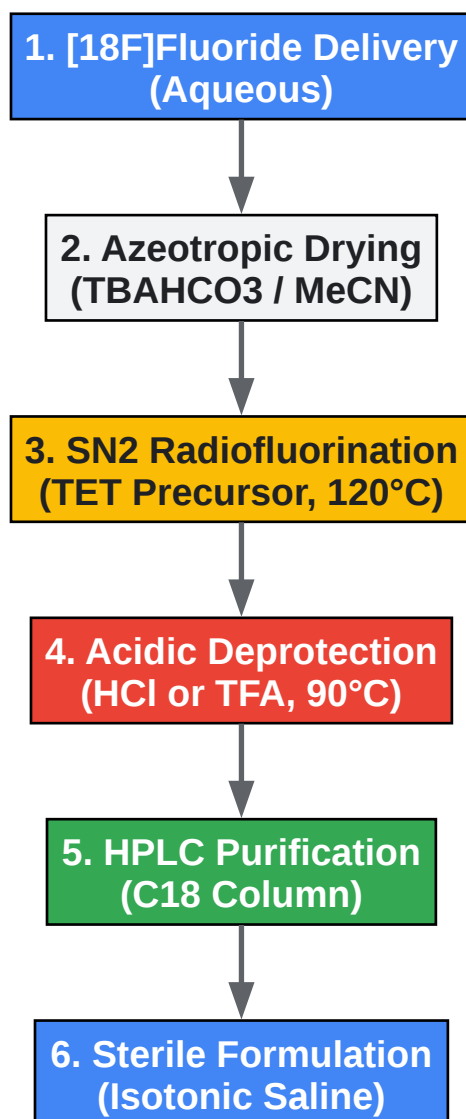 1. [18F]Fluoride Delivery
(Aqueous)
2. Azeotropic Drying
(TBAHCO3 / MeCN)
3. SN2 Radiofluorination
(TET Precursor, 120°C)
4. Acidic Deprotection
(HCl or TFA, 90°C)
5. HPLC Purification
(C18 Column)
6. Sterile Formulation
(Isotonic Saline)